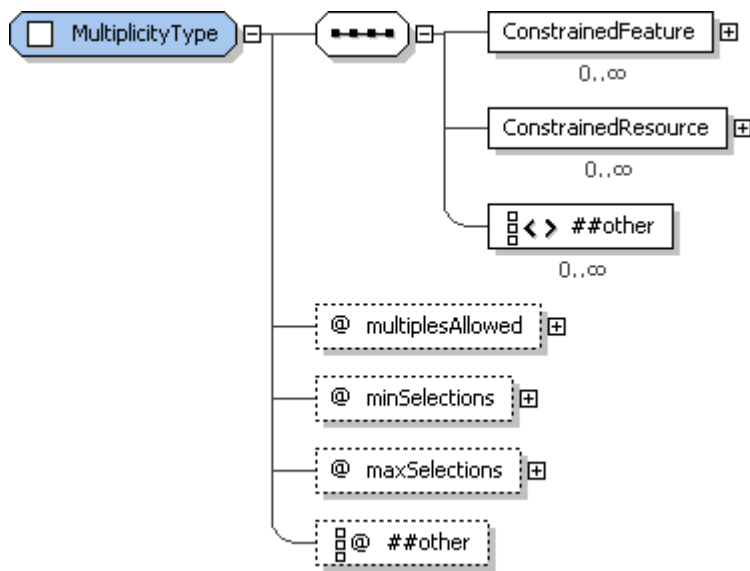 MultiplicityType
ConstrainedFeature
0..∞
ConstrainedResource
0..∞
##other
0..∞
@ multiplesAllowed
@ minSelections
@ maxSelections
@ ##other